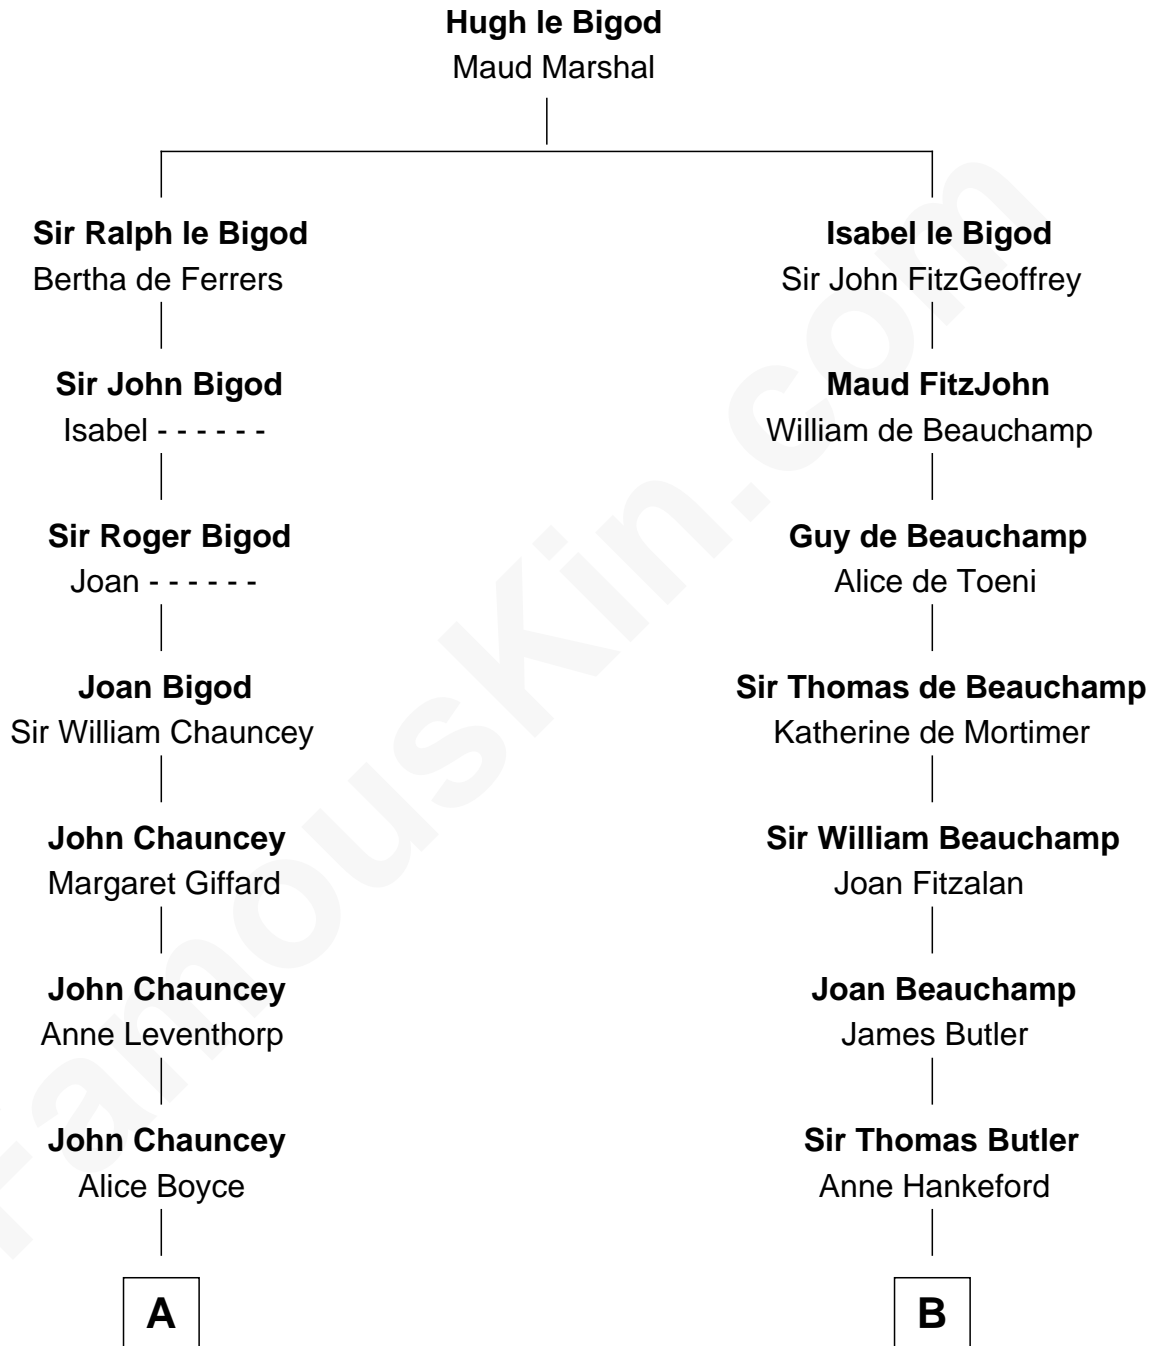 Hugh le Bigod
Maud Marshal
Sir Ralph le Bigod
Bertha de Ferrers
Isabel le Bigod
Sir John FitzGeoffrey
Sir John Bigod
Isabel - - - - - -
Maud FitzJohn
William de Beauchamp
Sir Roger Bigod
Joan - - - - - -
Guy de Beauchamp
Alice de Toeni
Joan Bigod
Sir William Chauncey
Sir Thomas de Beauchamp
Katherine de Mortimer
John Chauncey
Margaret Giffard
Sir William Beauchamp
Joan Fitzalan
John Chauncey
Anne Leventhorp
Joan Beauchamp
James Butler
John Chauncey
Alice Boyce
Sir Thomas Butler
Anne Hankeford
A
B
FamousKin.com